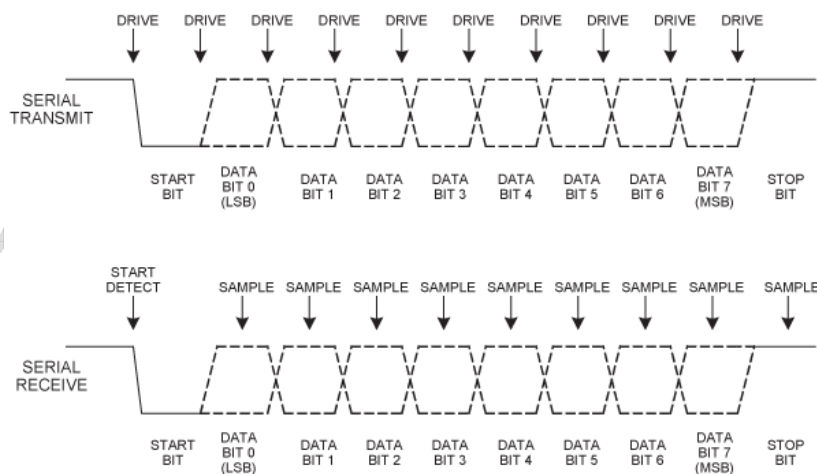 DRIVE DRIVE DRIVE DRIVE DRIVE DRIVE DRIVE DRIVE DRIVE DRIVE
SERIAL
TRANSMIT
START
BIT
DATA
BIT 0
(LSB)
DATA
BIT 1
DATA
BIT 2
DATA
BIT 3
DATA
BIT 4
DATA
BIT 5
DATA
BIT 6
DATA
BIT 7
(MSB)
STOP
BIT
START
DETECT
SAMPLE SAMPLE SAMPLE SAMPLE SAMPLE SAMPLE SAMPLE SAMPLE SAMPLE
SERIAL
RECEIVE
START
BIT
DATA
BIT 0
(LSB)
DATA
BIT 1
DATA
BIT 2
DATA
BIT 3
DATA
BIT 4
DATA
BIT 5
DATA
BIT 6
DATA
BIT 7
(MSB)
STOP
BIT